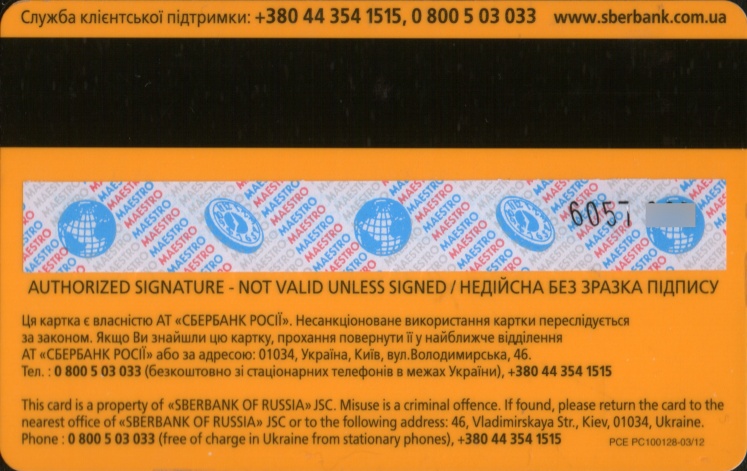 Служба клієнтської підтримки: +380 44 354 1515, 0 800 5 03 033 www.sberbank.com.ua
MAESTRO MAESTRO MAESTRO MAESTRO MAESTRO
6057
AUTHORIZED SIGNATURE - NOT VALID UNLESS SIGNED / НЕДІЙСНА БЕЗ ЗРАЗКА ПІДПИСУ
Ця картка є власністю АТ «СБЕРБАНК РОСІЇ». Несанкціоноване використання картки переслідується
за законом. Якщо Ви знайшли цю картку, прохання повернути її у найближче відділення
АТ «СБЕРБАНК РОСІЇ» або за адресою: 01034, Україна, Київ, вул.Володимирська, 46.
Тел. : 0 800 5 03 033 (безкоштовно зі стаціонарних телефонів в межах України), +380 44 354 1515
This card is a property of «SBERBANK OF RUSSIA» JSC. Misuse is a criminal offence. If found, please return the card to the
nearest office of «SBERBANK OF RUSSIA» JSC or to the following address: 46, Vladimirskaya Str., Kiev, 01034, Ukraine.
Phone : 0 800 5 03 033 (free of charge in Ukraine from stationary phones), +380 44 354 1515
PCE PC100128-03/12